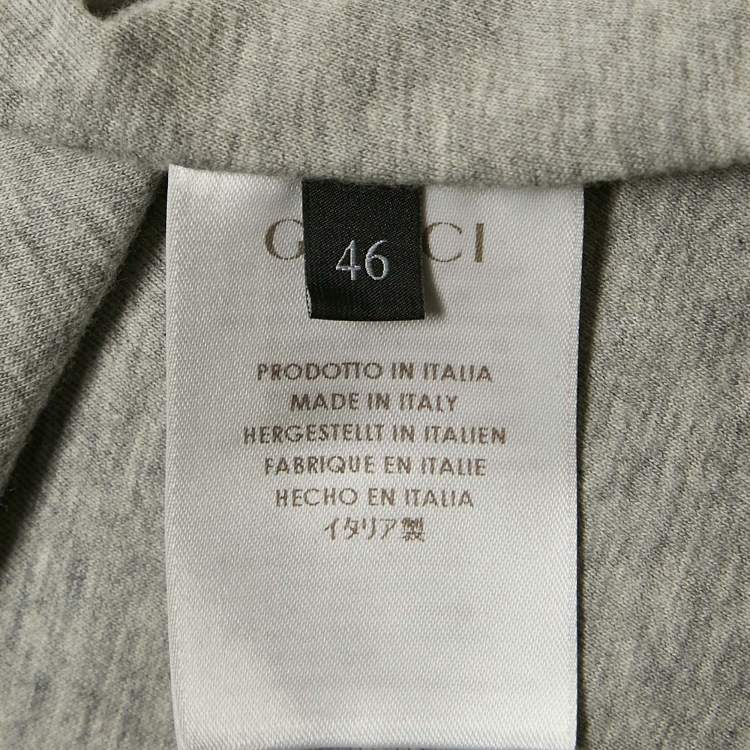 G CI
46
PRODOTTO IN ITALIA
MADE IN ITALY
HERGESTELLT IN ITALIEN
FABRIQUE EN ITALIE
HECHO EN ITALIA
イタリア製